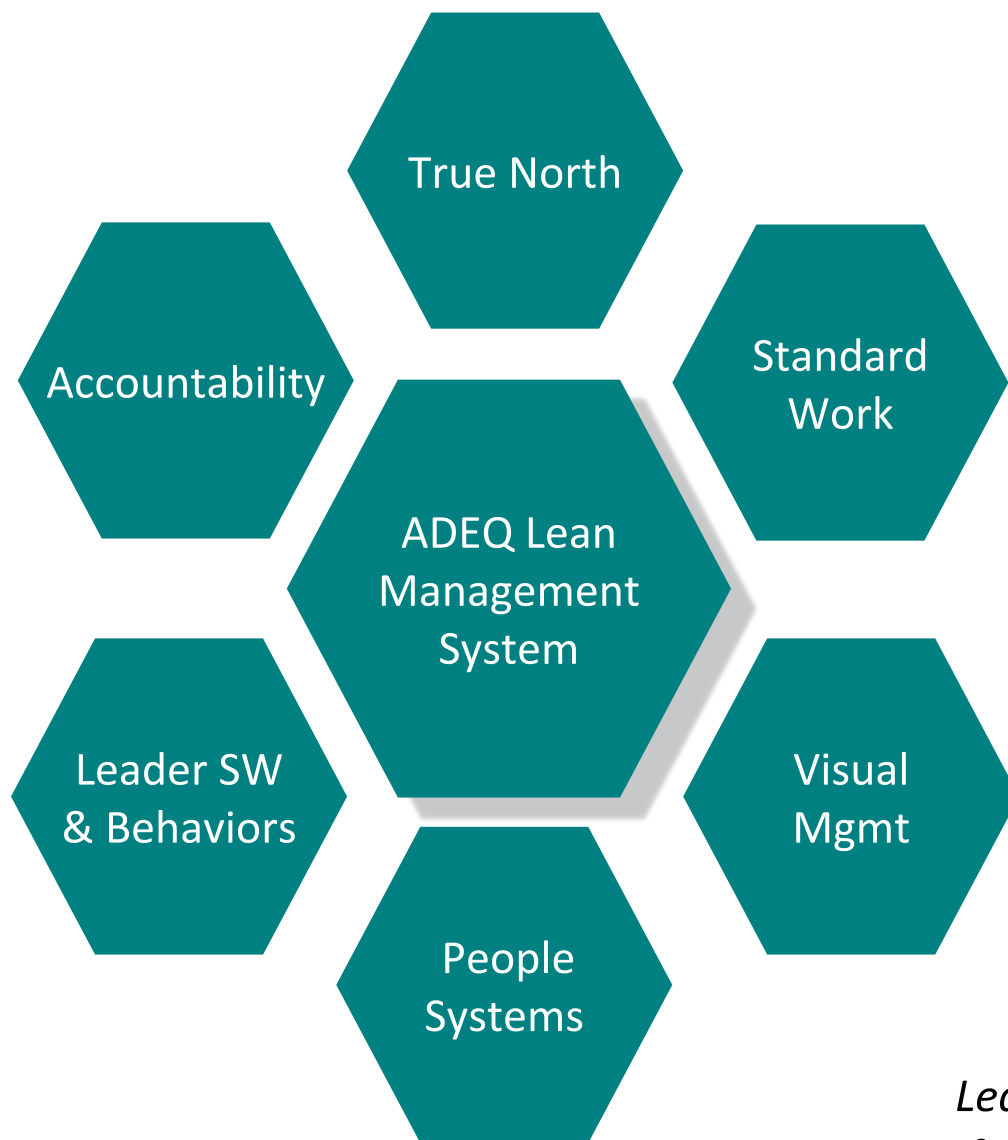 True North
Accountability
Standard
Work
ADEQ Lean
Management
System
Leader SW
& Behaviors
Visual
Mgmt
People
Systems